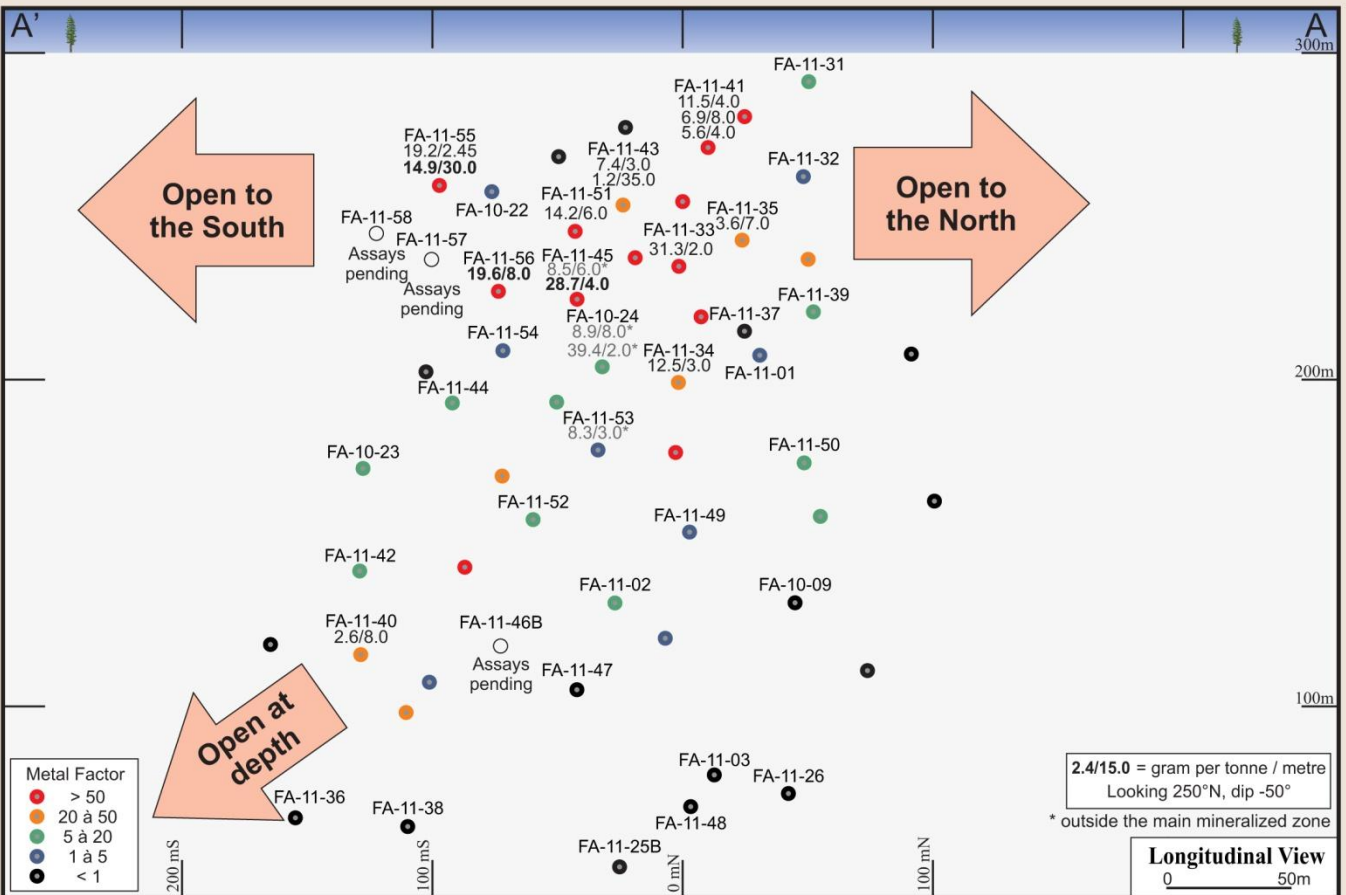 A'
A
300m
FA-11-31
FA-11-41
11.5/4.0
6.9/8.0
5.6/4.0
FA-11-55
19.2/2.45
14.9/30.0
FA-11-43
7.4/3.0
1.2/35.0
FA-11-32
Open to
the South
Open to
the North
FA-10-22
FA-11-51
14.2/6.0
FA-11-35
3.6/7.0
FA-11-58
Assays
pending
FA-11-57
Assays
pending
FA-11-33
31.3/2.0
FA-11-56
19.6/8.0
FA-11-45
8.5/6.0*
28.7/4.0
FA-11-39
FA-10-24
8.9/8.0*
39.4/2.0*
FA-11-37
FA-11-54
FA-11-34
12.5/3.0
FA-11-01
200m
FA-11-44
FA-11-53
8.3/3.0*
FA-10-23
FA-11-50
FA-11-52
FA-11-49
FA-11-42
FA-11-02
FA-10-09
FA-11-40
2.6/8.0
FA-11-46B
Assays
pending
FA-11-47
100m
Open at
depth
FA-11-03
FA-11-26
FA-11-36
FA-11-38
FA-11-48
FA-11-25B
Metal Factor
> 50
20 à 50
5 à 20
1 à 5
< 1
200 mS
100 mS
0 mN
100 mN
2.4/15.0 = gram per tonne / metre
Looking 250°N, dip -50°
* outside the main mineralized zone
Longitudinal View
0 50m